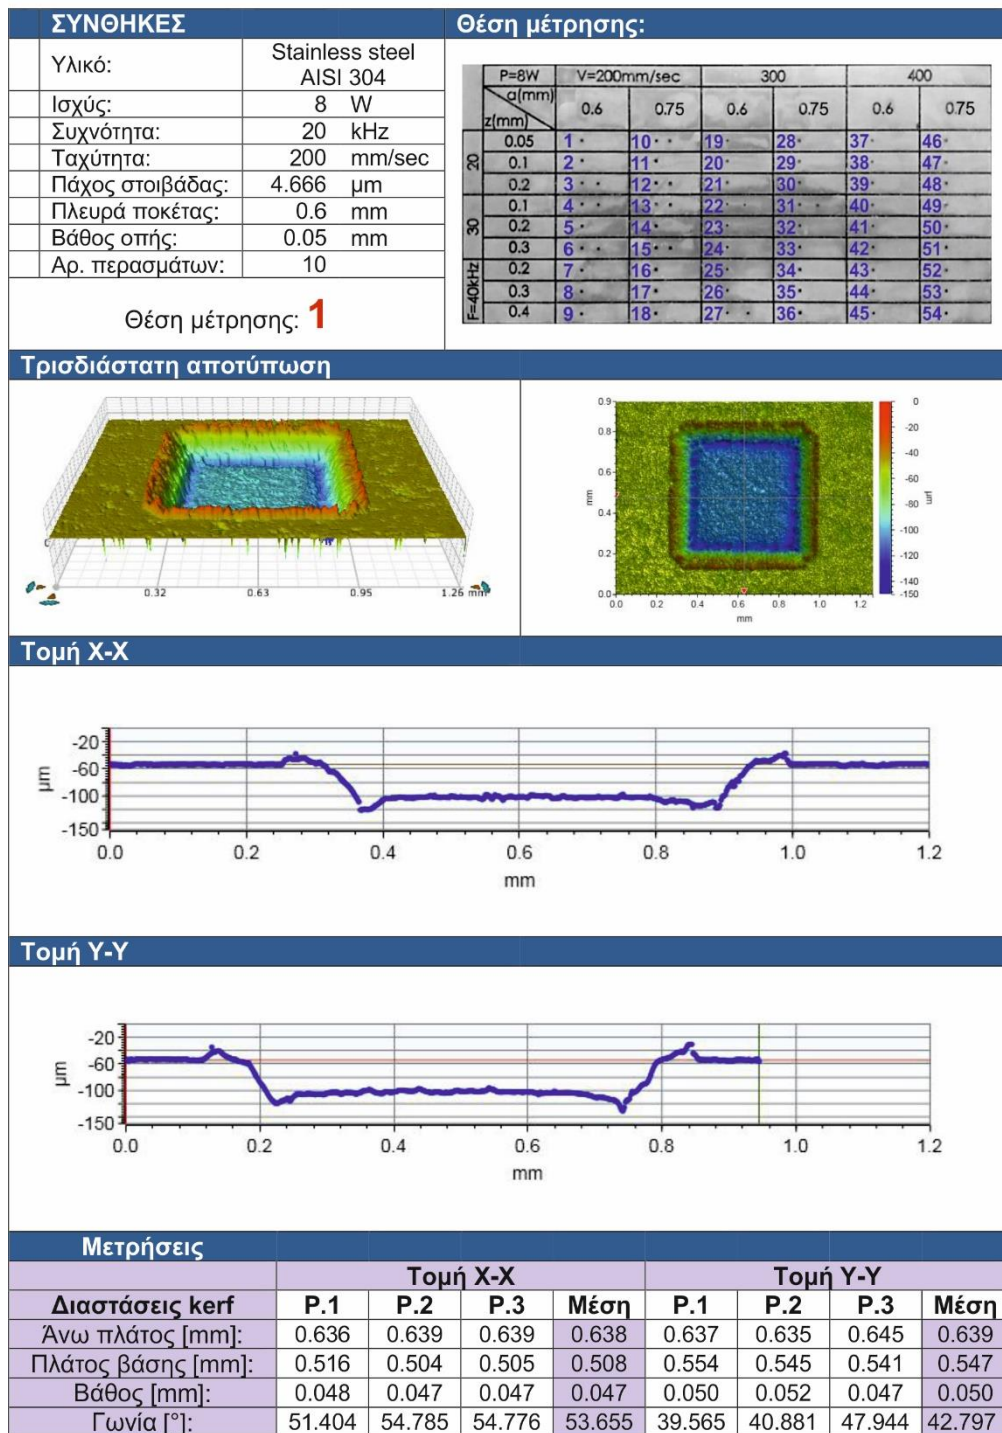 ΣΥΝΘΗΚΕΣ
Υλικό: Stainless steel AISI 304
Ισχύς: 8 W
Συχνότητα: 20 kHz
Ταχύτητα: 200 mm/sec
Πάχος στοιβάδας: 4.666 μm
Πλευρά ποκέτας: 0.6 mm
Βάθος οπής: 0.05 mm
Αρ. περασμάτων: 10
Θέση μέτρησης: 1
Θέση μέτρησης:
P=8W V=200mm/sec 300 400
α(mm) z(mm) 0.6 0.75 0.6 0.75 0.6 0.75
20
0.05 1 10 19 28 37 46
0.1 2 11 20 29 38 47
0.2 3 12 21 30 39 48
30
0.1 4 13 22 31 40 49
0.2 5 14 23 32 41 50
0.3 6 15 24 33 42 51
F=40kHz
0.2 7 16 25 34 43 52
0.3 8 17 26 35 44 53
0.4 9 18 27 36 45 54
Τρισδιάστατη αποτύπωση
0.32 0.63 0.95 1.26 mm
0.9
0.8
0.6
0.4
0.2
0.0
mm
0.0 0.2 0.4 0.6 0.8 1.0 1.2
mm
0
-20
-40
-60
-80
-100
-120
-140
-150
μm
Τομή X-X
-20
-60
-100
-150
μm
0.0 0.2 0.4 0.6 0.8 1.0 1.2
mm
Τομή Y-Y
-20
-60
-100
-150
μm
0.0 0.2 0.4 0.6 0.8 1.0 1.2
mm
Μετρήσεις
Τομή X-X Τομή Y-Y
Διαστάσεις kerf P.1 P.2 P.3 Μέση P.1 P.2 P.3 Μέση
Άνω πλάτος [mm]: 0.636 0.639 0.639 0.638 0.637 0.635 0.645 0.639
Πλάτος βάσης [mm]: 0.516 0.504 0.505 0.508 0.554 0.545 0.541 0.547
Βάθος [mm]: 0.048 0.047 0.047 0.047 0.050 0.052 0.047 0.050
Γωνία [°]: 51.404 54.785 54.776 53.655 39.565 40.881 47.944 42.797